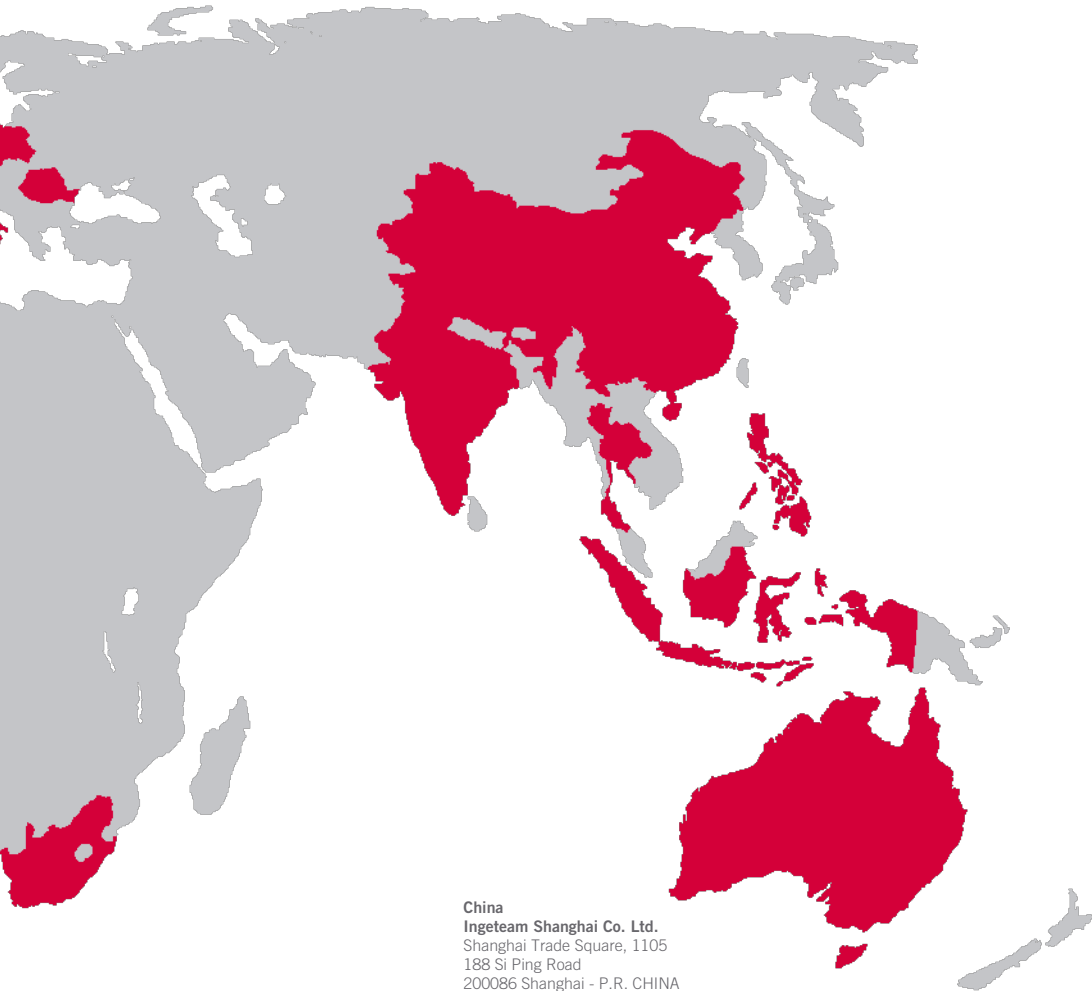 China
Ingeteam Shanghai Co. Ltd.
Shanghai Trade Square, 1105
188 Si Ping Road
200086 Shanghai - P.R. CHINA